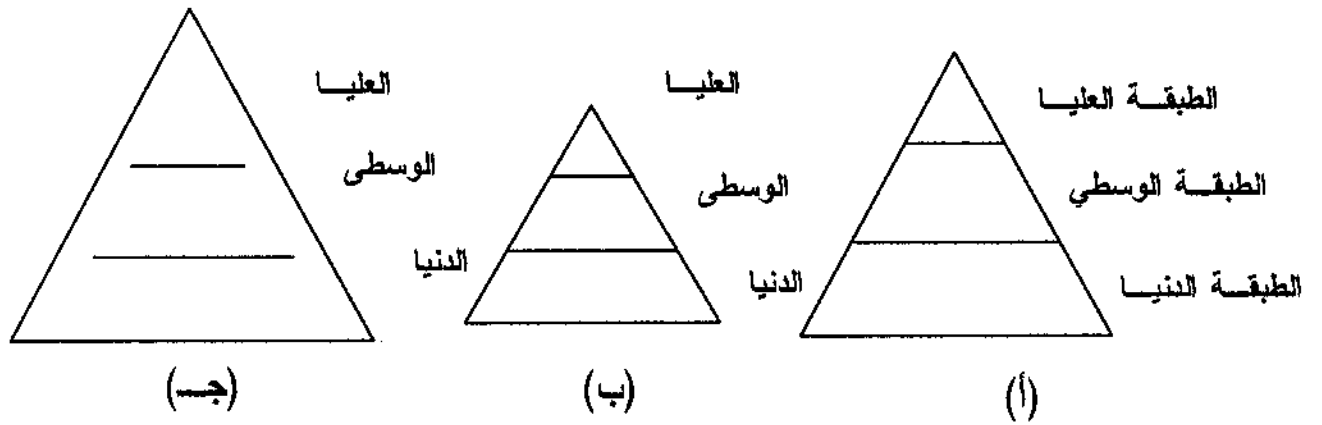 الطبقة العليا
الطبقة الوسطي
الطبقة الدنيا
(أ)
العليا
الوسطى
الدنيا
(ب)
العليا
الوسطى
الدنيا
(جـ)